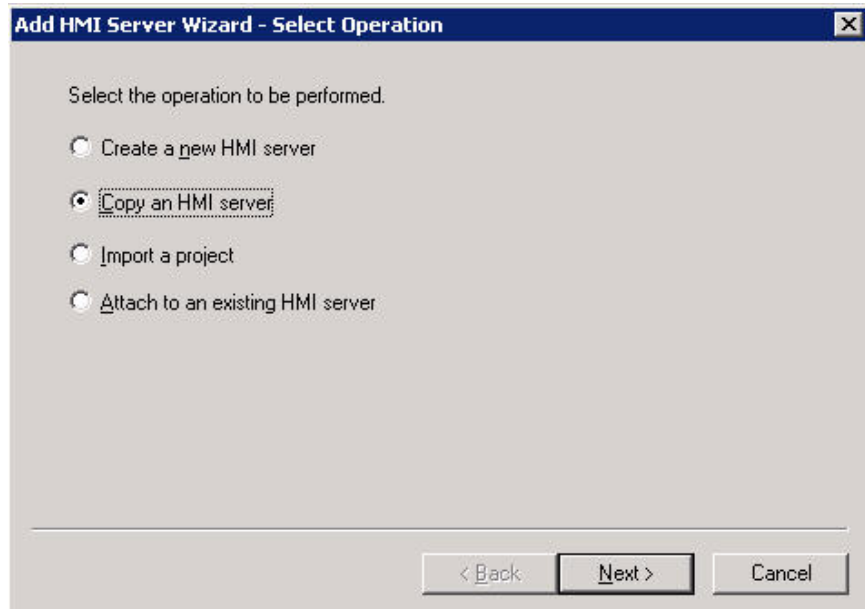 Add HMI Server Wizard - Select Operation
Select the operation to be performed.
Create a new HMI server
Copy an HMI server
Import a project
Attach to an existing HMI server
< Back
Next >
Cancel